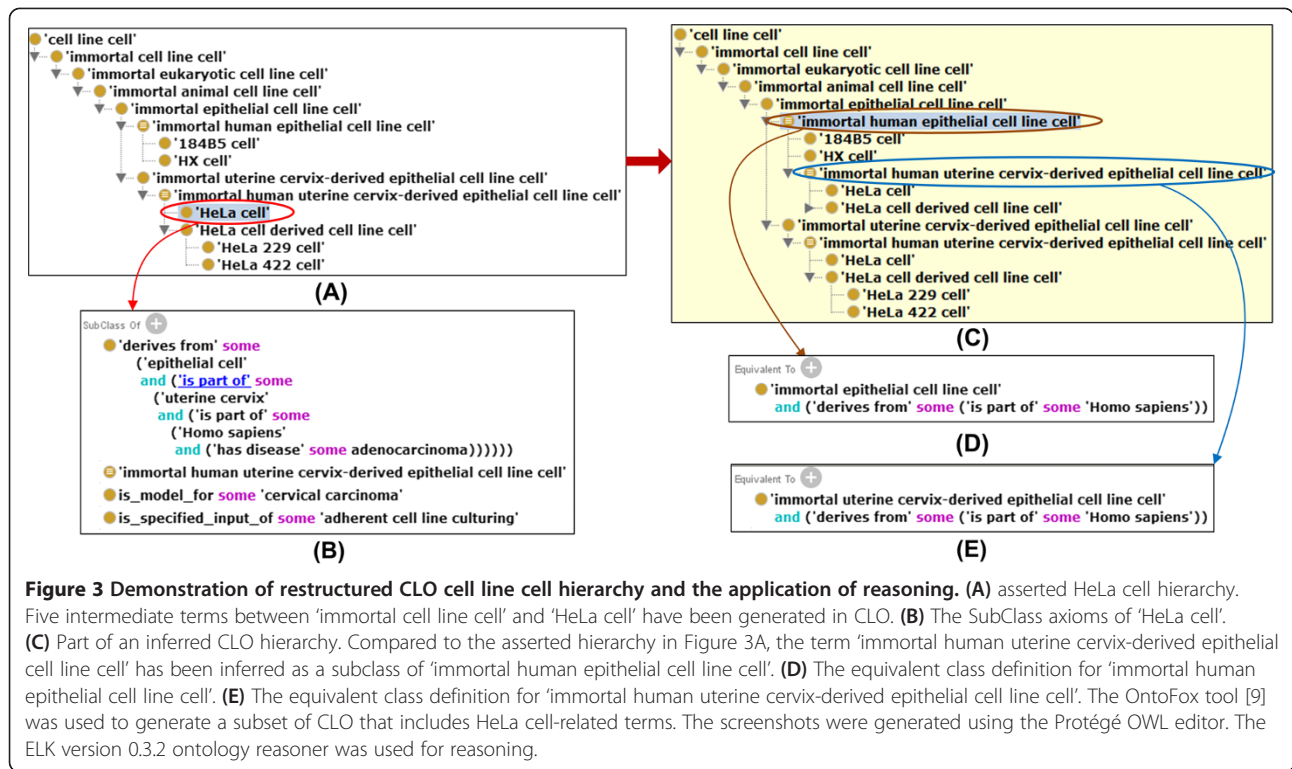 'cell line cell'
'immortal cell line cell'
'immortal eukaryotic cell line cell'
'immortal animal cell line cell'
'immortal epithelial cell line cell'
'immortal human epithelial cell line cell'
'184B5 cell'
'HX cell'
'immortal uterine cervix-derived epithelial cell line cell'
'immortal human uterine cervix-derived epithelial cell line cell'
'HeLa cell'
'HeLa cell derived cell line cell'
'HeLa 229 cell'
'HeLa 422 cell'
(A)
SubClass Of
'derives from' some
('epithelial cell'
and ('is part of' some
('uterine cervix'
and ('is part of' some
('Homo sapiens'
and ('has disease' some adenocarcinoma))))))
'immortal human uterine cervix-derived epithelial cell line cell'
is_model_for some 'cervical carcinoma'
is_specified_input_of some 'adherent cell line culturing'
(B)
'cell line cell'
'immortal cell line cell'
'immortal eukaryotic cell line cell'
'immortal animal cell line cell'
'immortal epithelial cell line cell'
'immortal human epithelial cell line cell'
'184B5 cell'
'HX cell'
'immortal human uterine cervix-derived epithelial cell line cell'
'HeLa cell'
'HeLa cell derived cell line cell'
'immortal uterine cervix-derived epithelial cell line cell'
'immortal human uterine cervix-derived epithelial cell line cell'
'HeLa cell'
'HeLa cell derived cell line cell'
'HeLa 229 cell'
'HeLa 422 cell'
(C)
Equivalent To
'immortal epithelial cell line cell'
and ('derives from' some ('is part of' some 'Homo sapiens'))
(D)
Equivalent To
'immortal uterine cervix-derived epithelial cell line cell'
and ('derives from' some ('is part of' some 'Homo sapiens'))
(E)
Figure 3 Demonstration of restructured CLO cell line cell hierarchy and the application of reasoning. (A) asserted HeLa cell hierarchy.
Five intermediate terms between ‘immortal cell line cell’ and ‘HeLa cell’ have been generated in CLO. (B) The SubClass axioms of ‘HeLa cell’.
(C) Part of an inferred CLO hierarchy. Compared to the asserted hierarchy in Figure 3A, the term ‘immortal human uterine cervix-derived epithelial
cell line cell’ has been inferred as a subclass of ‘immortal human epithelial cell line cell’. (D) The equivalent class definition for ‘immortal human
epithelial cell line cell’. (E) The equivalent class definition for ‘immortal human uterine cervix-derived epithelial cell line cell’. The OntoFox tool [9]
was used to generate a subset of CLO that includes HeLa cell-related terms. The screenshots were generated using the Protégé OWL editor. The
ELK version 0.3.2 ontology reasoner was used for reasoning.